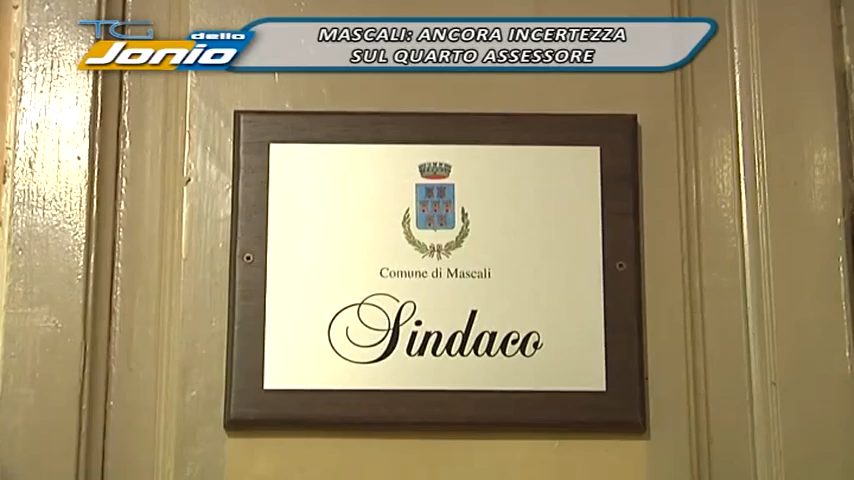 TG dello Jonio
MASCALI: ANCORA INCERTEZZA
SUL QUARTO ASSESSORE
Comune di Mascali
Sindaco